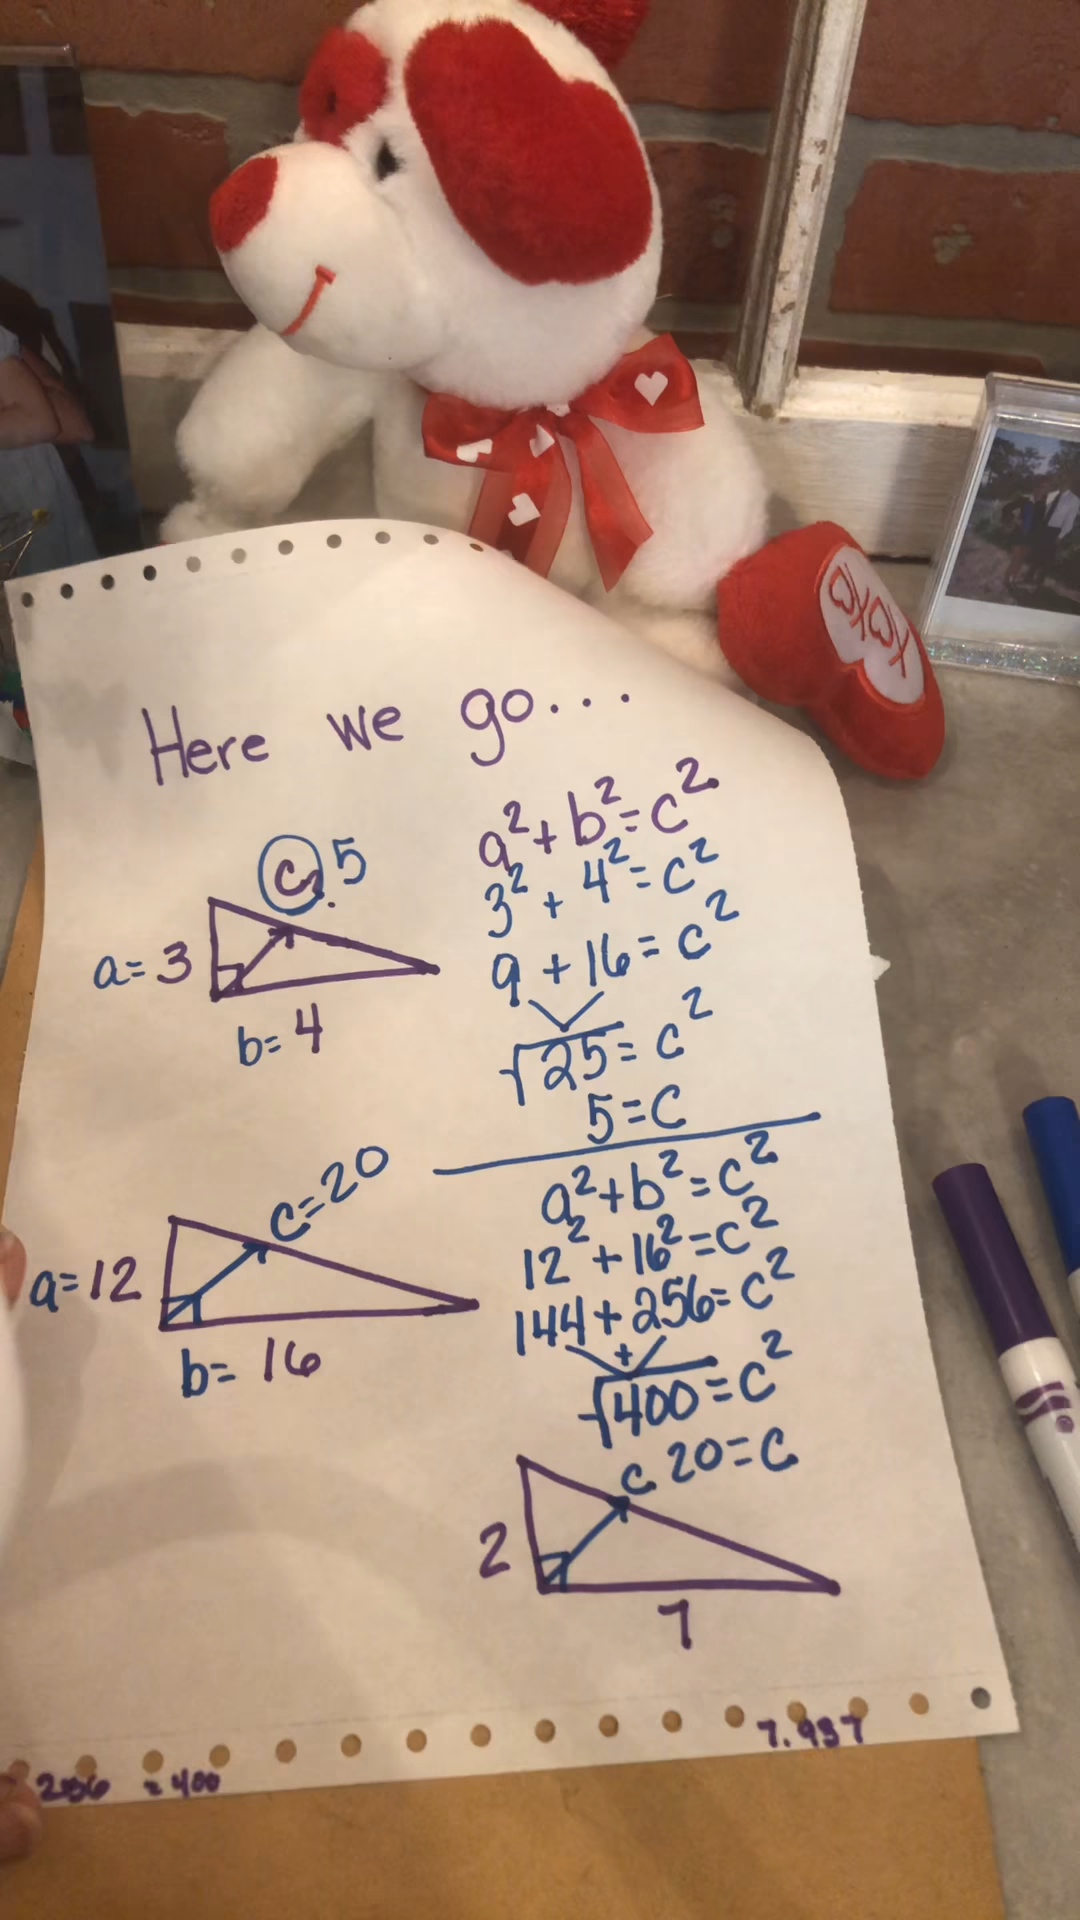 Here we go...
a²+b²=c²
c 5
3²+4²=c²
a=3
9+16=c²
b=4
√25=c²
5=c
a²+b²=c²
c=20
12²+16²=c²
a=12
144+256=c²
+
b=16
√400=c²
20=c
c
2
7
7.937
256 =400
XOXO